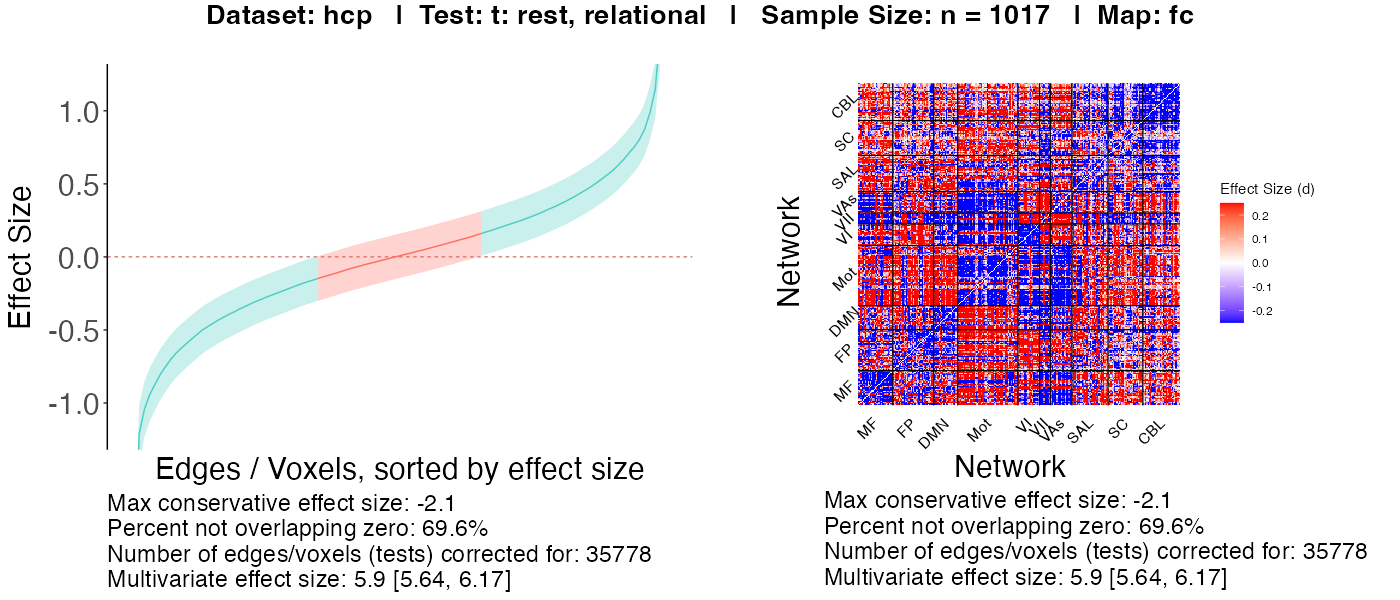 Dataset: hcp | Test: t: rest, relational | Sample Size: n = 1017 | Map: fc
Effect Size
1.0
0.5
0.0
-0.5
-1.0
Edges / Voxels, sorted by effect size
Max conservative effect size: -2.1
Percent not overlapping zero: 69.6%
Number of edges/voxels (tests) corrected for: 35778
Multivariate effect size: 5.9 [5.64, 6.17]
Network
CBL
SC
SAL
VAs
VII
VI
Mot
DMN
FP
MF
MF
FP
DMN
Mot
VI
VII
VAs
SAL
SC
CBL
Network
Effect Size (d)
0.2
0.1
0.0
-0.1
-0.2
Max conservative effect size: -2.1
Percent not overlapping zero: 69.6%
Number of edges/voxels (tests) corrected for: 35778
Multivariate effect size: 5.9 [5.64, 6.17]